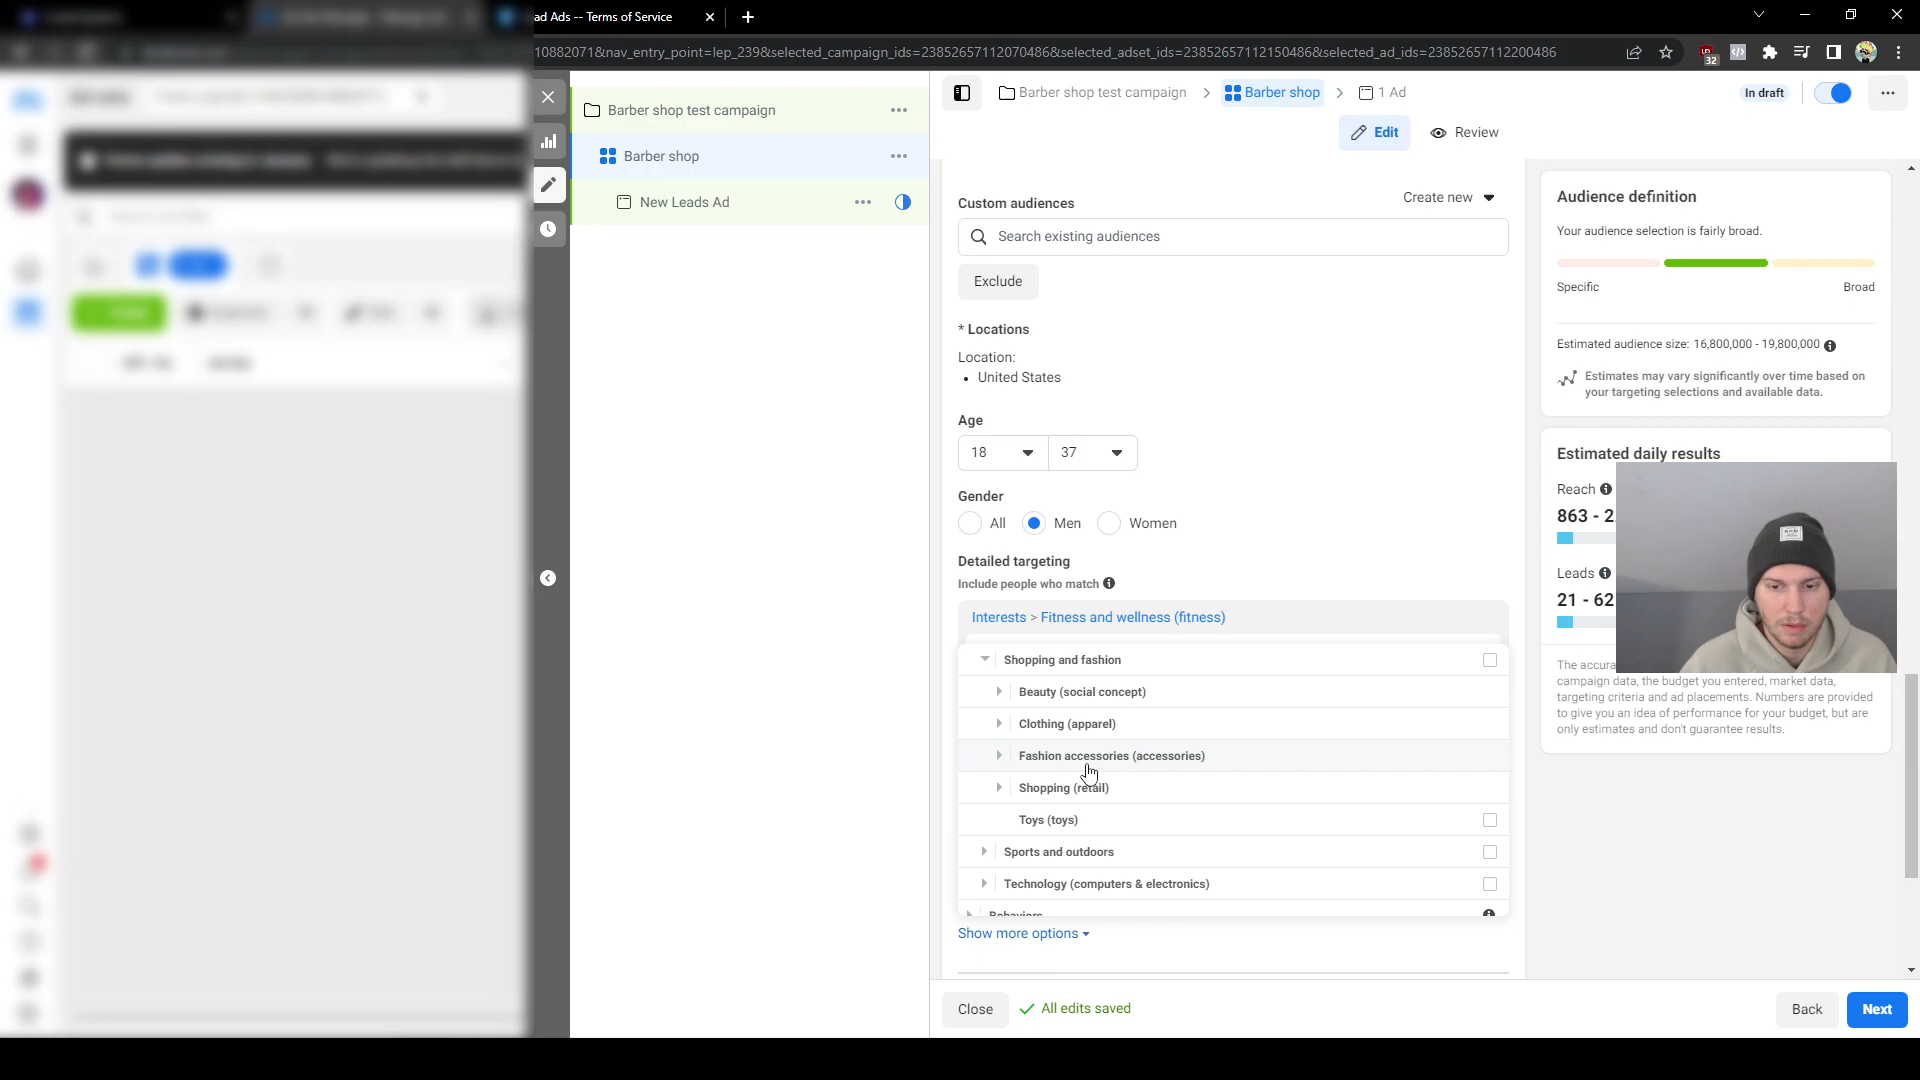 ad Ads -- Terms of Service
10882071&nav_entry_point=lep_239&selected_campaign_ids=23852657112070486&selected_adset_ids=23852657112150486&selected_ad_ids=23852657112200486
32
Barber shop test campaign
Barber shop
New Leads Ad
Barber shop test campaign > Barber shop > 1 Ad
In draft
Edit
Review
Custom audiences
Create new
Search existing audiences
Exclude
* Locations
Location:
• United States
Age
18
37
Gender
All
Men
Women
Detailed targeting
Include people who match
Interests > Fitness and wellness (fitness)
Shopping and fashion
Beauty (social concept)
Clothing (apparel)
Fashion accessories (accessories)
Shopping (retail)
Toys (toys)
Sports and outdoors
Technology (computers & electronics)
Behaviors
Show more options
Close
All edits saved
Back
Next
Audience definition
Your audience selection is fairly broad.
Specific
Broad
Estimated audience size: 16,800,000 - 19,800,000
Estimates may vary significantly over time based on
your targeting selections and available data.
Estimated daily results
Reach
863 - 2.
Leads
21 - 62
The accura
campaign data, the budget you entered, market data,
targeting criteria and ad placements. Numbers are provided
to give you an idea of performance for your budget, but are
only estimates and don't guarantee results.